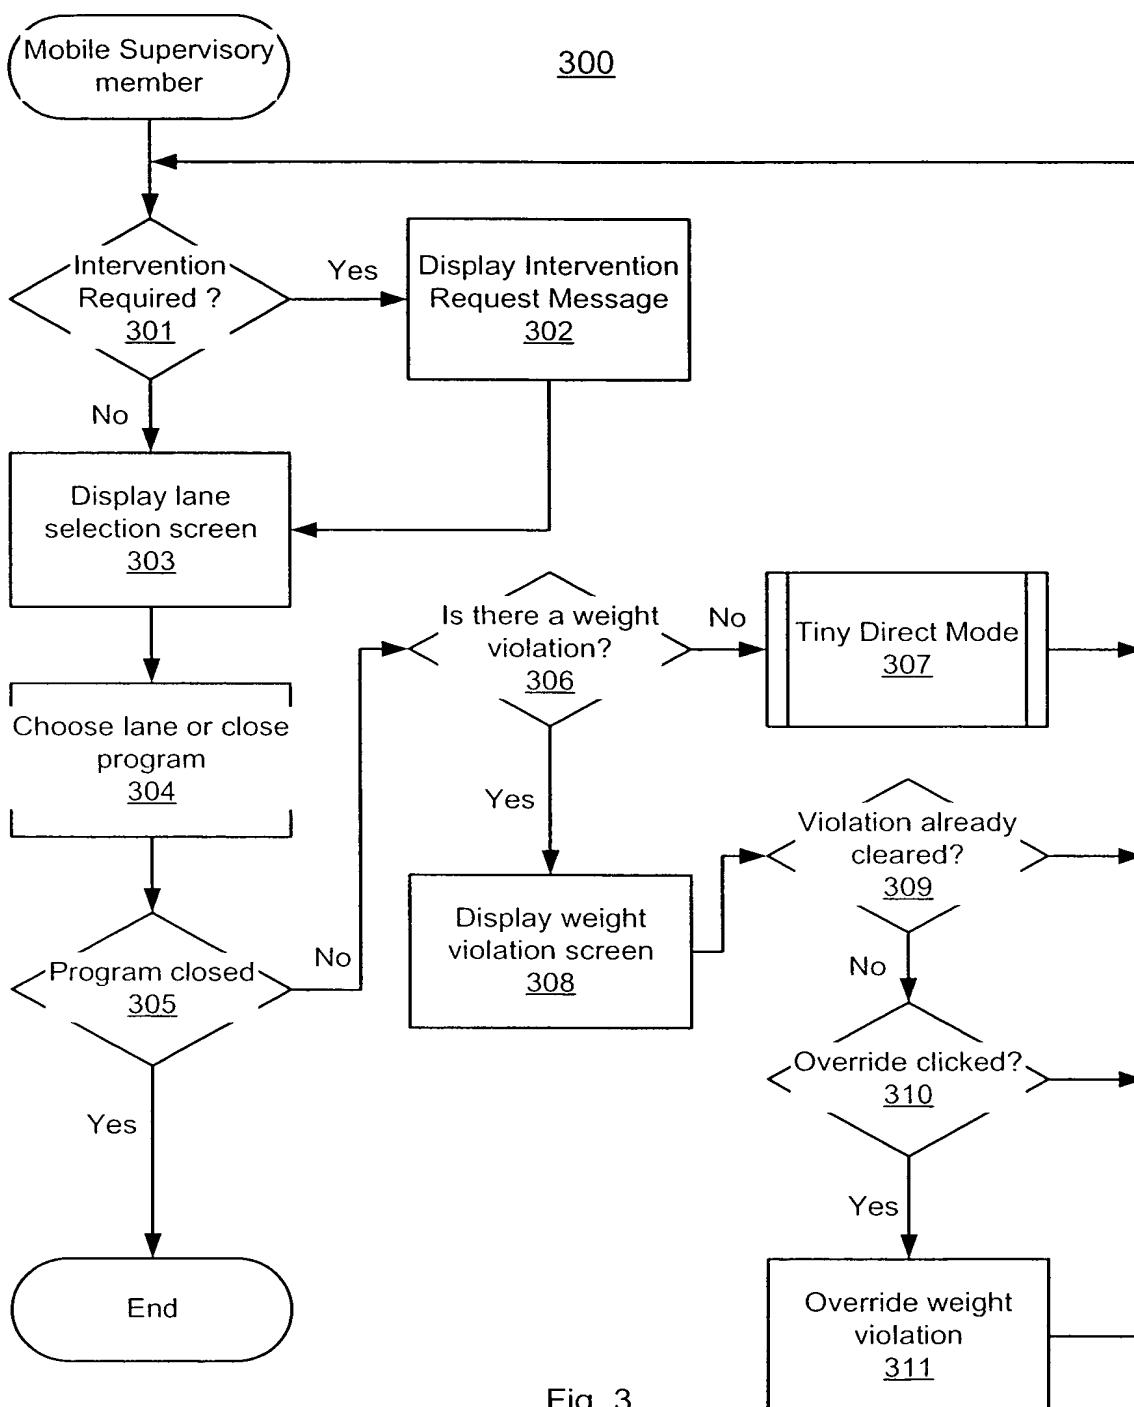 Mobile Supervisory
member
300
Intervention
Required ?
301
Yes
Display Intervention
Request Message
302
No
Display lane
selection screen
303
Choose lane or close
program
304
Program closed
305
No
Yes
End
Is there a weight
violation?
306
No
Tiny Direct Mode
307
Yes
Display weight
violation screen
308
Violation already
cleared?
309
No
Override clicked?
310
Yes
Override weight
violation
311
Fig. 3